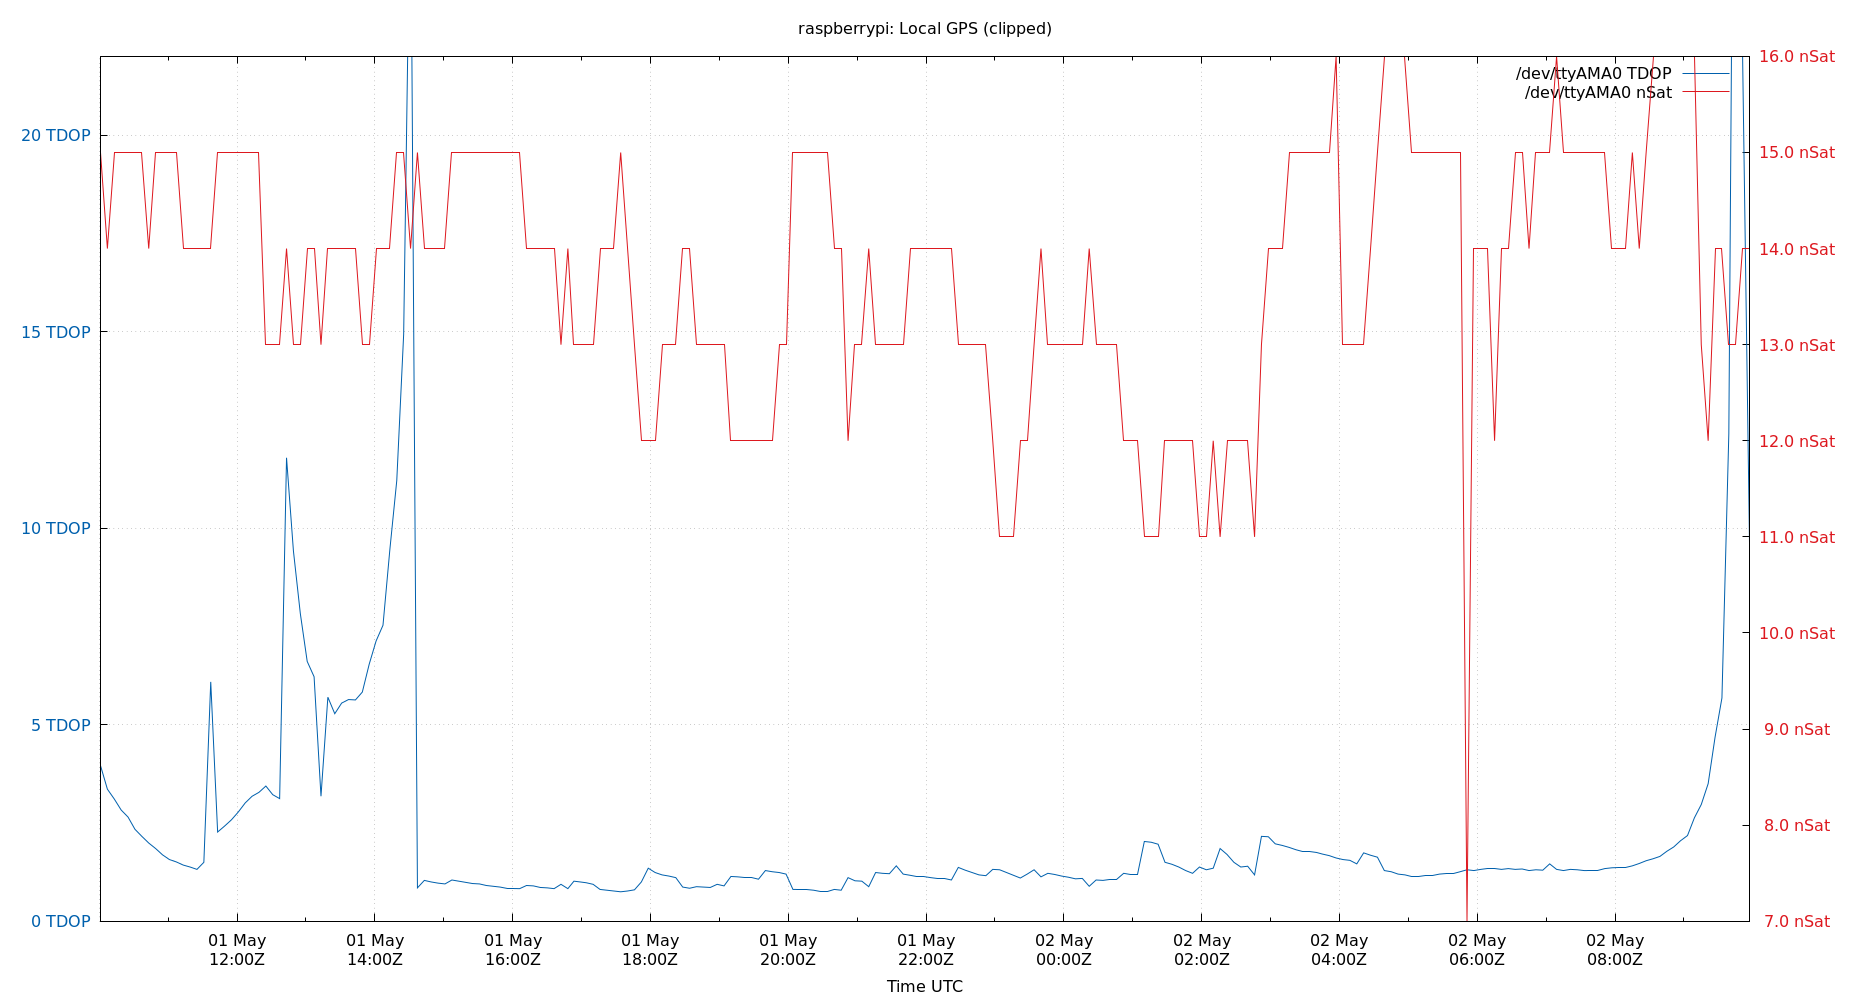 raspberrypi: Local GPS (clipped)
16.0 nSat
/dev/ttyAMA0 TDOP
/dev/ttyAMA0 nSat
20 TDOP
15.0 nSat
14.0 nSat
15 TDOP
13.0 nSat
12.0 nSat
10 TDOP
11.0 nSat
10.0 nSat
5 TDOP
9.0 nSat
8.0 nSat
0 TDOP
7.0 nSat
01 May 01 May 01 May 01 May 01 May 01 May 02 May 02 May 02 May 02 May 02 May
12:00Z 14:00Z 16:00Z 18:00Z 20:00Z 22:00Z 00:00Z 02:00Z 04:00Z 06:00Z 08:00Z
Time UTC